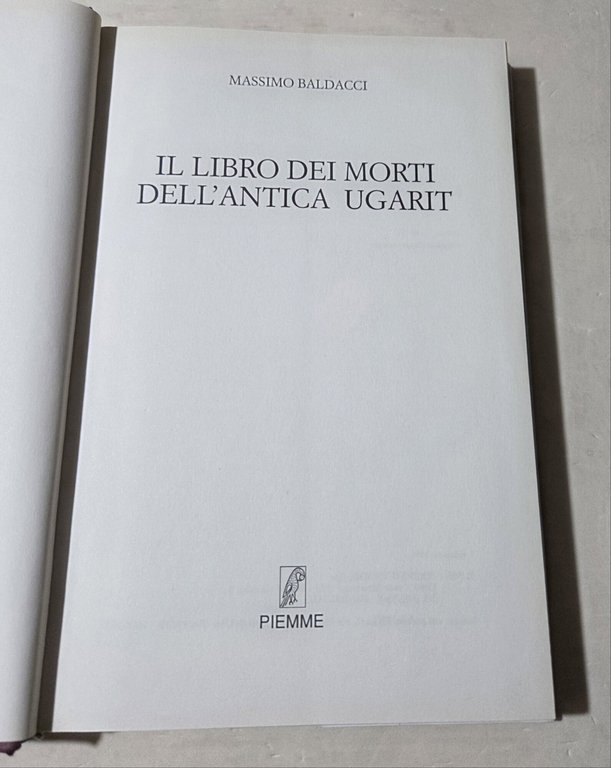 MASSIMO BALDACCI
IL LIBRO DEI MORTI
DELL'ANTICA UGARIT
PIEMME